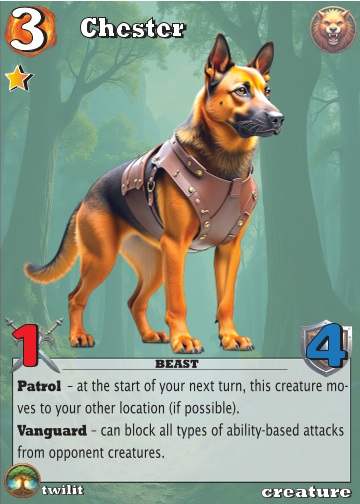 3 Chester
1 4
BEAST
Patrol – at the start of your next turn, this creature mo-
ves to your other location (if possible).
Vanguard – can block all types of ability-based attacks
from opponent creatures.
twilit creature